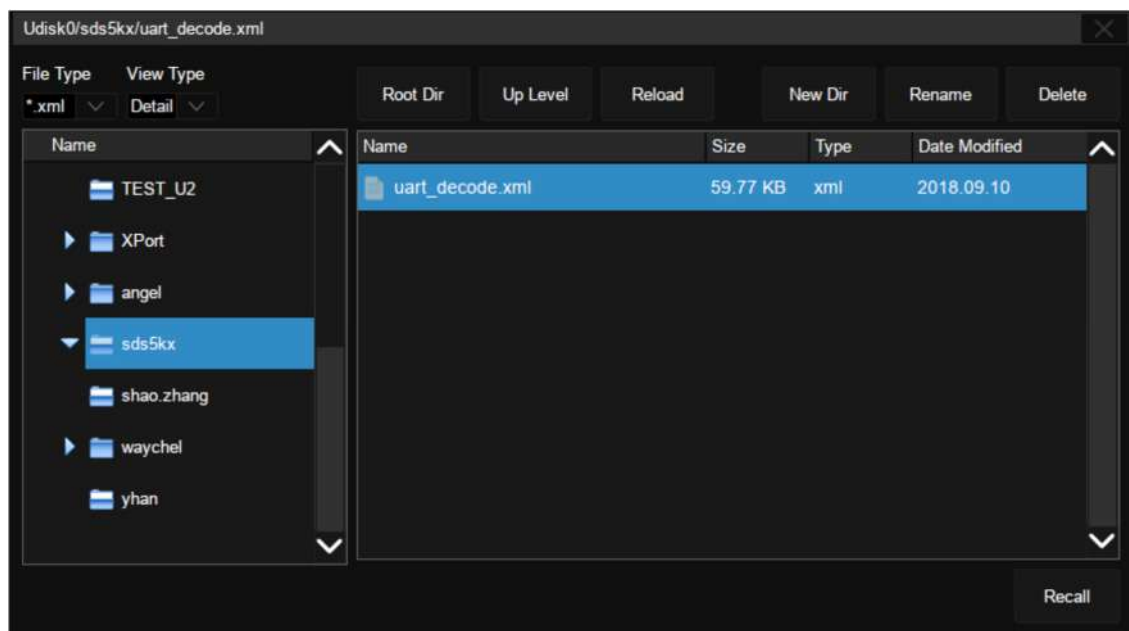 Udisk0/sds5kx/uart_decode.xml
File Type View Type
*.xml Detail
Root Dir Up Level Reload New Dir Rename Delete
Name
TEST_U2
XPort
angel
sds5kx
shao.zhang
waychel
yhan
Name Size Type Date Modified
uart_decode.xml 59.77 KB xml 2018.09.10
Recall